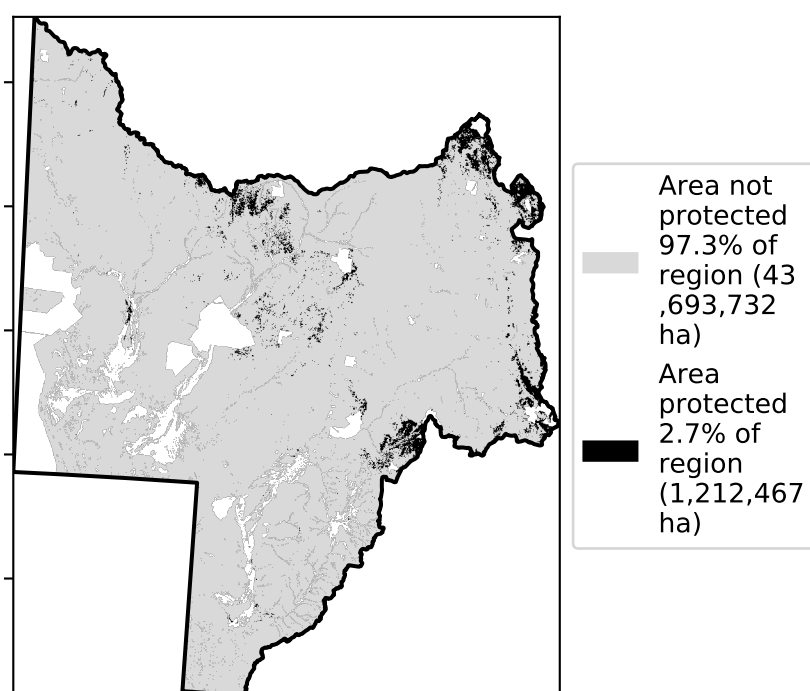 Area not
protected
97.3% of
region (43
,693,732
ha)
Area
protected
2.7% of
region
(1,212,467
ha)